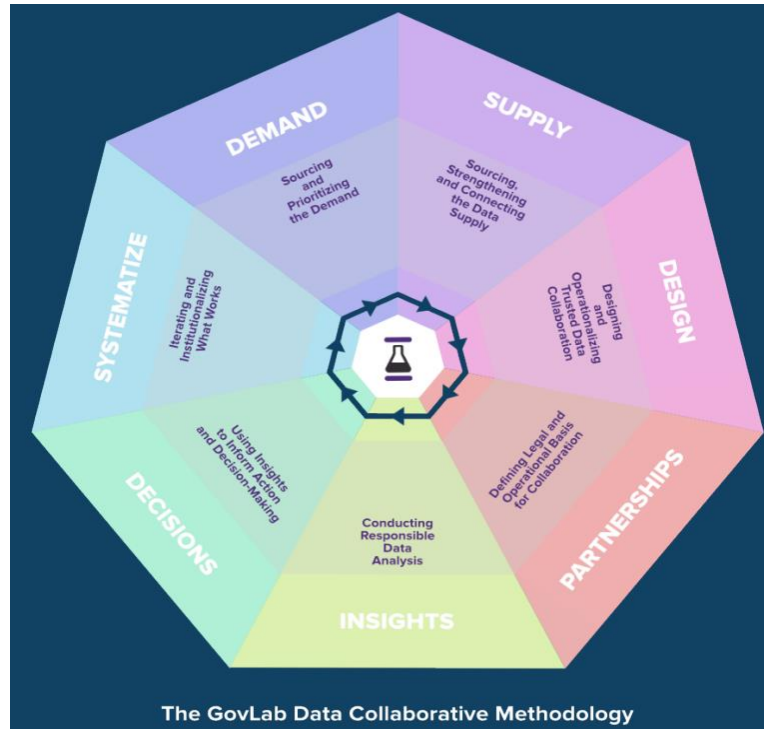 DEMAND
Sourcing
and
Prioritizing
the Demand
SUPPLY
Sourcing,
Strengthening
and Connecting
the Data
Supply
DESIGN
Designing
and
Operationalizing
Trusted Data
Collaboration
PARTNERSHIPS
Defining Legal and
Operational Basis
for Collaboration
INSIGHTS
Conducting
Responsible
Data
Analysis
DECISIONS
Using Insights
to Inform Action
and Decision-Making
SYSTEMATIZE
Iterating and
Institutionalizing
What Works
The GovLab Data Collaborative Methodology